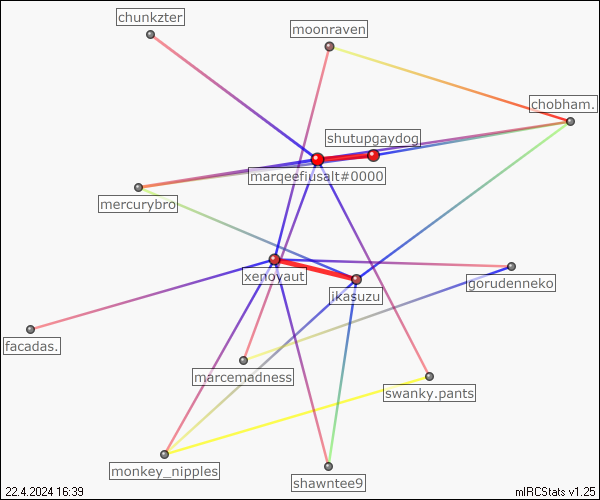 chunkzter
moonraven
chobham.
shutupgaydog
marqeefiusalt#0000
mercurybro
xenoyaut
gorudenneko
ikasuzu
facadas.
marcemadness
swanky.pants
monkey_nipples
shawntee9
22.4.2024 16:39
mIRCStats v1.25